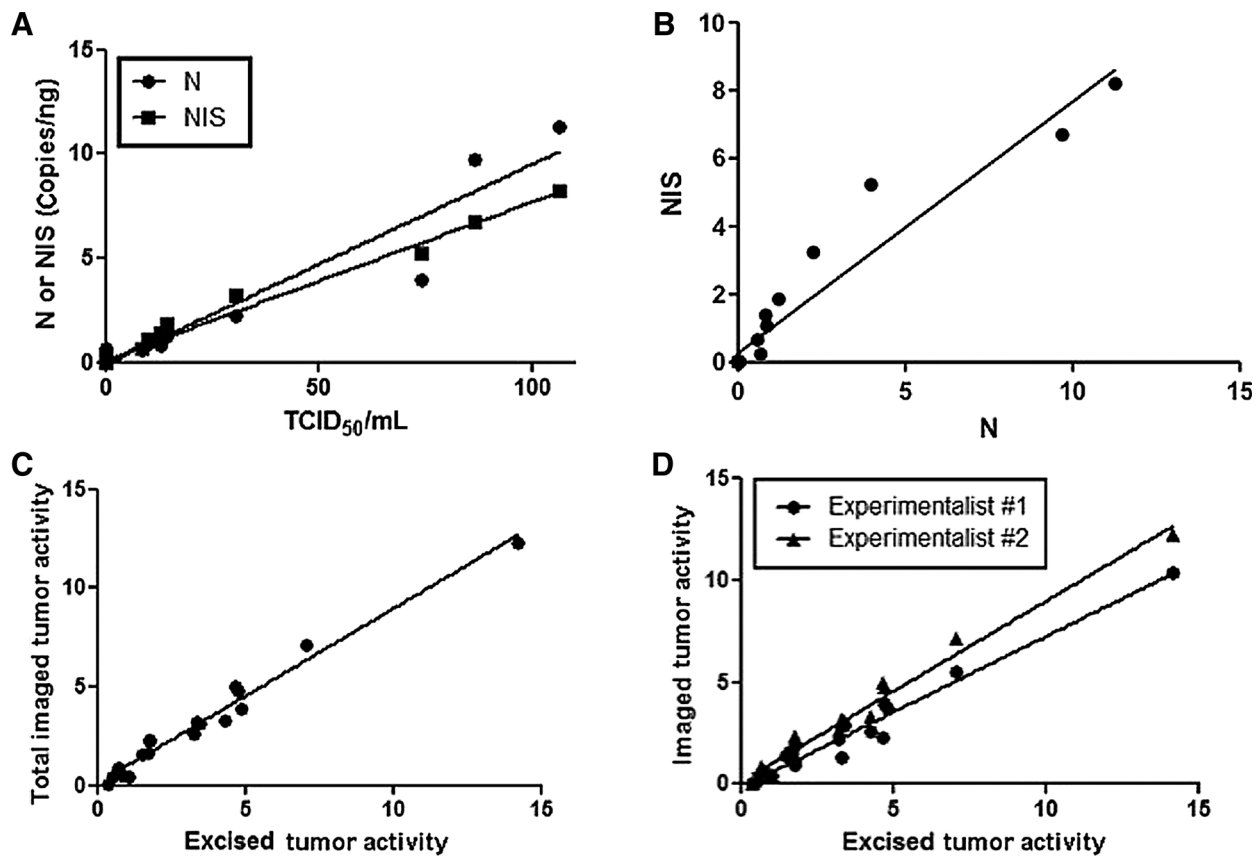 A
15
10
5
0
N or NIS (Copies/ng)
N
NIS
0
50
100
TCID50/mL
B
10
8
6
4
2
0
NIS
0
5
10
15
N
C
15
10
5
0
Total imaged tumor activity
0
5
10
15
Excised tumor activity
D
15
10
5
0
Imaged tumor activity
Experimentalist #1
Experimentalist #2
0
5
10
15
Excised tumor activity